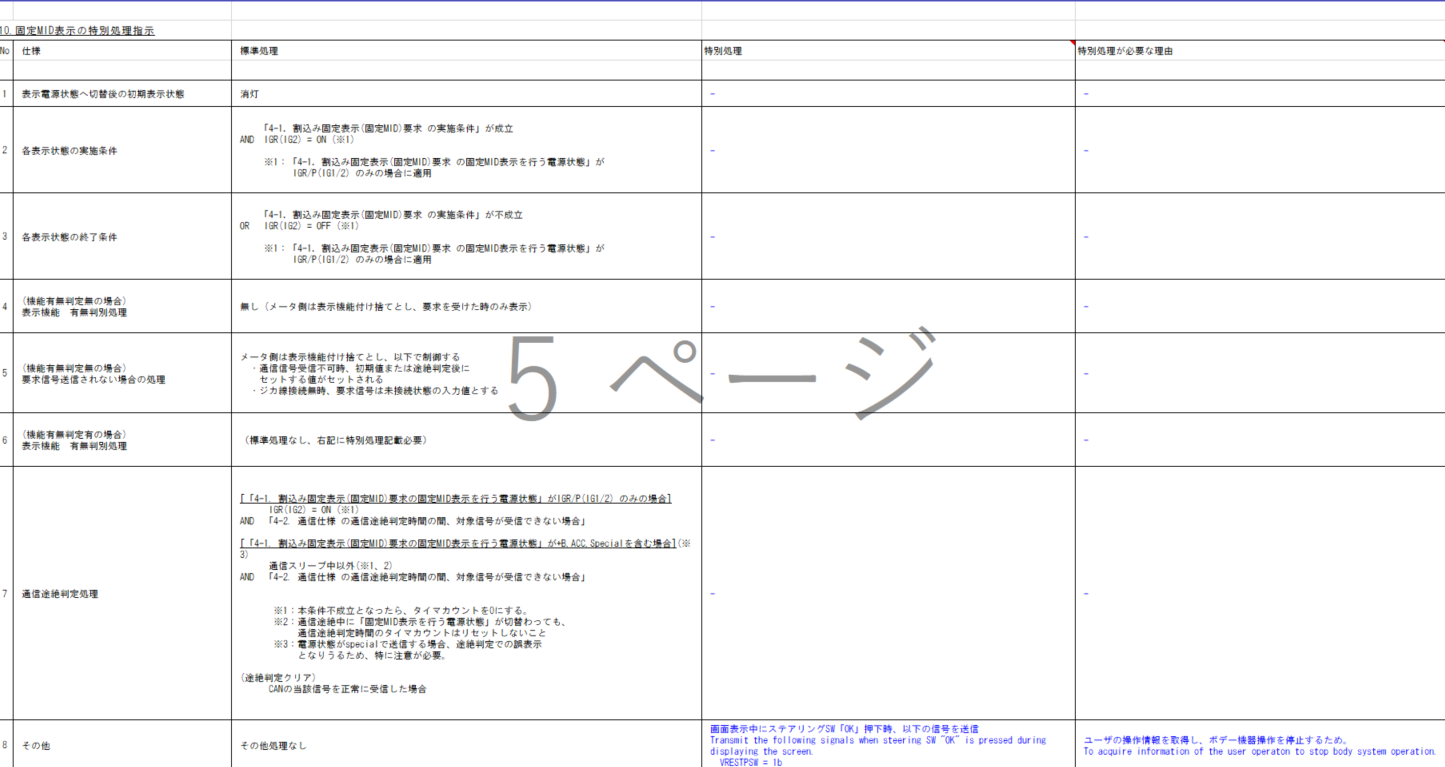 10. 固定MID表示の特別処理指示
No 仕様 標準処理 特別処理 特別処理が必要な理由
1 表示電源状態へ切替後の初期表示状態 消灯 - -
2 各表示状態の実施条件
「4-1. 割込み固定表示(固定MID)要求 の実施条件」が成立
AND IGR(IG2) = ON (※1)
※1：「4-1. 割込み固定表示(固定MID)要求 の固定MID表示を行う電源状態」が
IGR/P(IG1/2) のみの場合に適用
- -
3 各表示状態の終了条件
「4-1. 割込み固定表示(固定MID)要求 の実施条件」が不成立
OR IGR(IG2) = OFF (※1)
※1：「4-1. 割込み固定表示(固定MID)要求 の固定MID表示を行う電源状態」が
IGR/P(IG1/2) のみの場合に適用
- -
4 (機能有無判定無の場合)
表示機能　有無判別処理
無し（メータ側は表示機能付け捨てとし、要求を受けた時のみ表示）
- -
5 (機能有無判定無の場合)
要求信号送信されない場合の処理
メータ側は表示機能付け捨てとし、以下で制御する
・通信信号受信不可時、初期値または途絶判定後に
セットする値がセットされる
・ジカ線接続無時、要求信号は未接続状態の入力値とする
- -
6 (機能有無判定有の場合)
表示機能　有無判別処理
（標準処理なし、右記に特別処理記載必要）
- -
7 通信途絶判定処理
[「4-1. 割込み固定表示(固定MID)要求の固定MID表示を行う電源状態」がIGR/P(IG1/2) のみの場合]
IGR(IG2) = ON (※1)
AND 「4-2. 通信仕様 の通信途絶判定時間の間、対象信号が受信できない場合」
[「4-1. 割込み固定表示(固定MID)要求の固定MID表示を行う電源状態」が+B,ACC,Specialを含む場合](※
3)
通信スリープ中以外(※1、2)
AND 「4-2. 通信仕様 の通信途絶判定時間の間、対象信号が受信できない場合」
※1：本条件不成立となったら、タイマカウントを0にする。
※2：通信途絶中に「固定MID表示を行う電源状態」が切替わっても、
通信途絶判定時間のタイマカウントはリセットしないこと
※3：電源状態がspecialで送信する場合、途絶判定での誤表示
となりうるため、特に注意が必要。
(途絶判定クリア)
CANの当該信号を正常に受信した場合
- -
8 その他 その他処理なし
画面表示中にステアリングSW「OK」押下時、以下の信号を送信
Transmit the following signals when steering SW "OK" is pressed during
displaying the screen.
VRESTPSW = 1b
ユーザの操作情報を取得し、ボデー機器操作を停止するため。
To acquire information of the user operaton to stop body system operation.
5 ページ